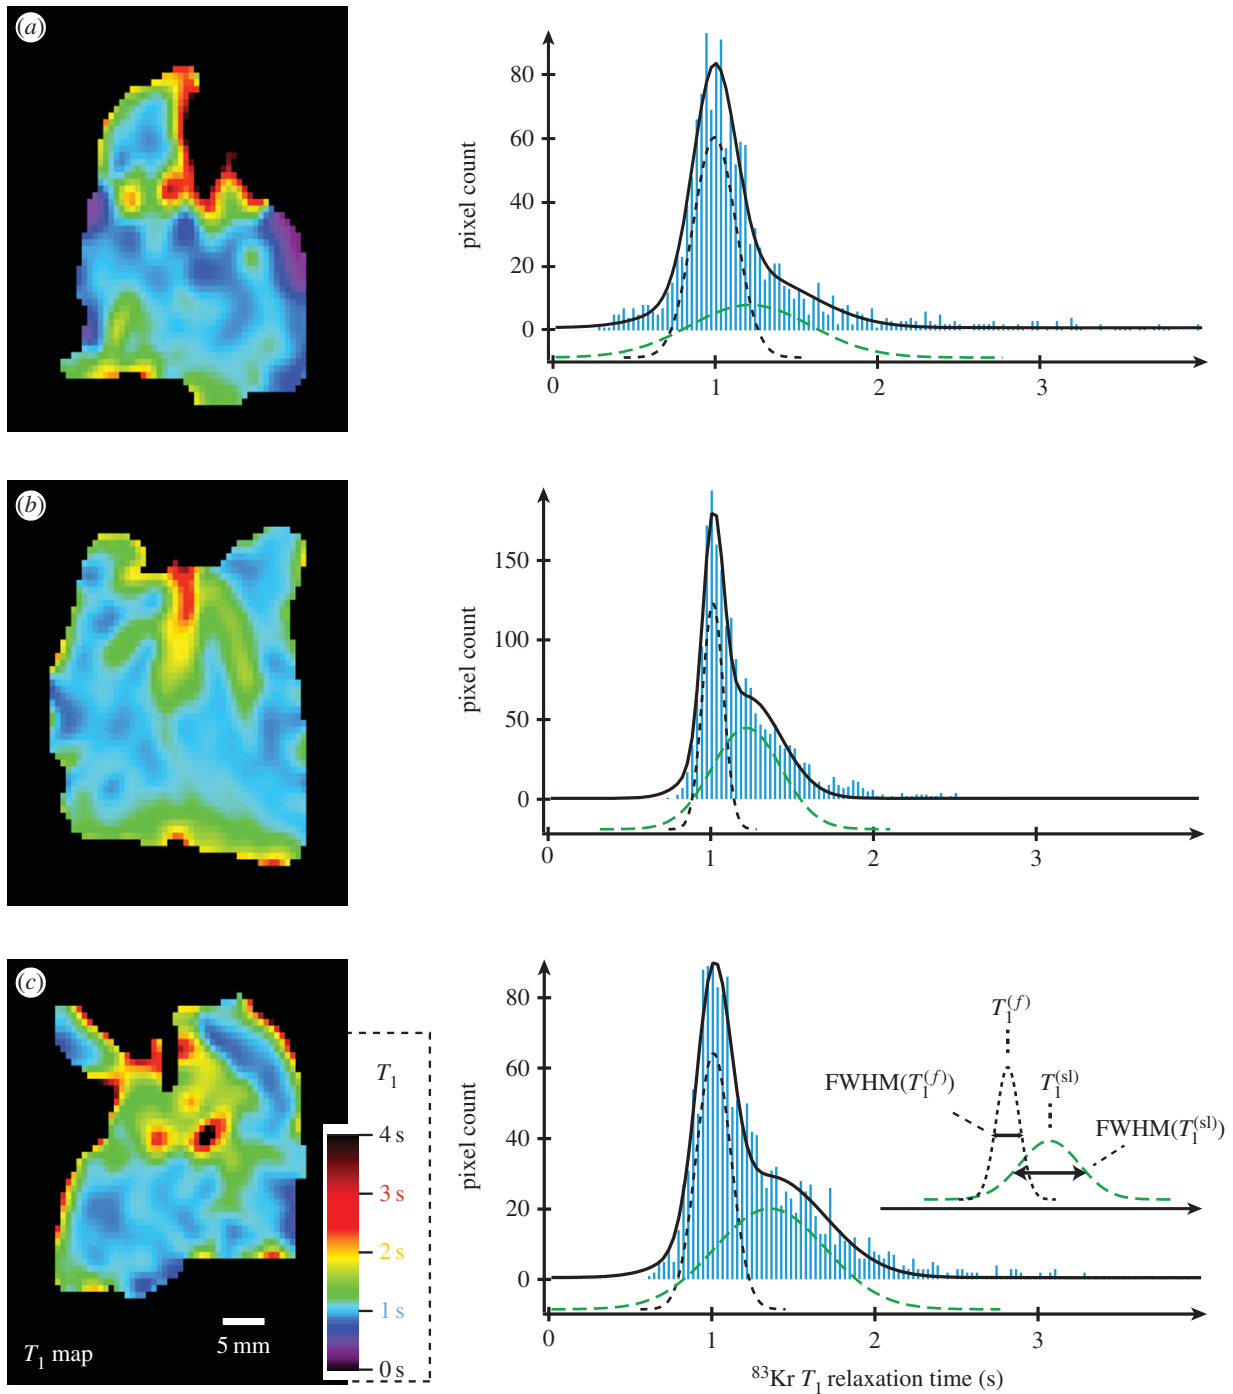 (a)
80
60
40
20
0
pixel count
0 1 2 3
(b)
150
100
50
0
pixel count
0 1 2 3
(c)
T₁
4 s
3 s
2 s
1 s
0 s
5 mm
T₁ map
80
60
40
20
0
pixel count
T₁⁽ᶠ⁾
FWHM(T₁⁽ᶠ⁾)
T₁⁽ˢˡ⁾
FWHM(T₁⁽ˢˡ⁾)
0 1 2 3
⁸³Kr T₁ relaxation time (s)